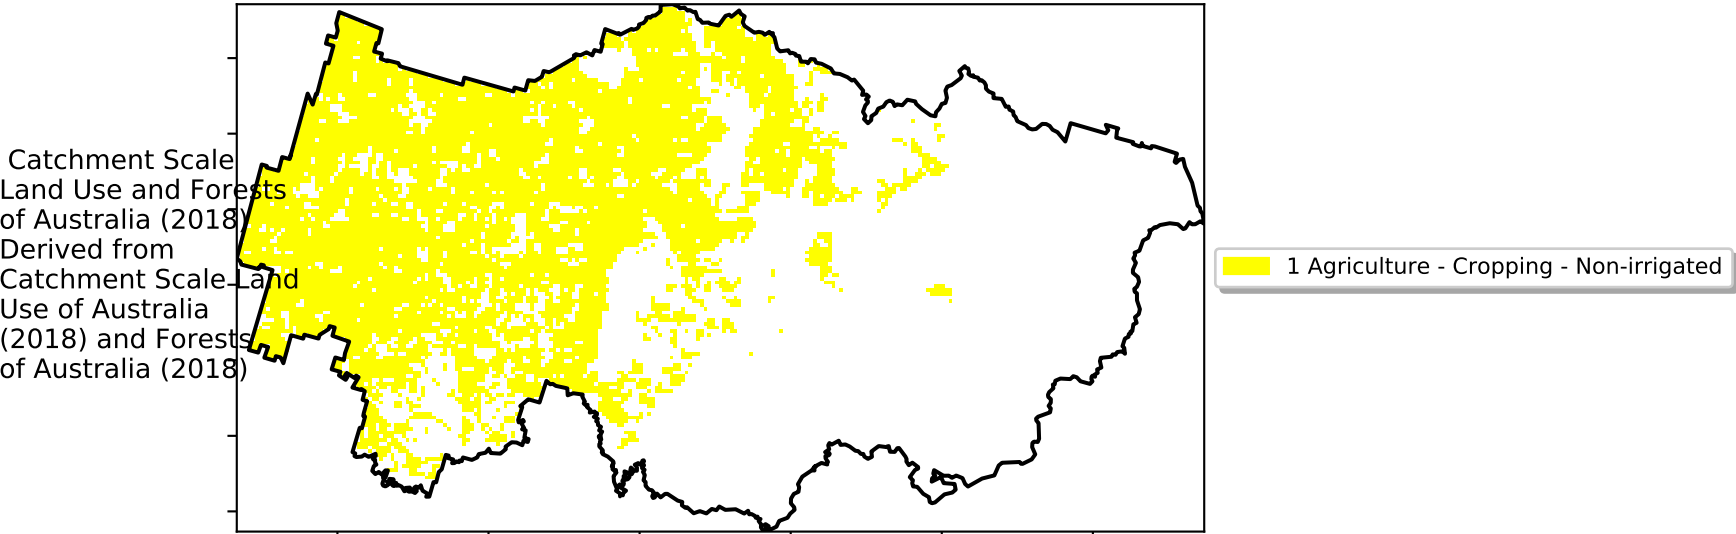 Catchment Scale
Land Use and Forests
of Australia (2018)
Derived from
Catchment Scale Land
Use of Australia
(2018) and Forests
of Australia (2018)
1 Agriculture - Cropping - Non-irrigated